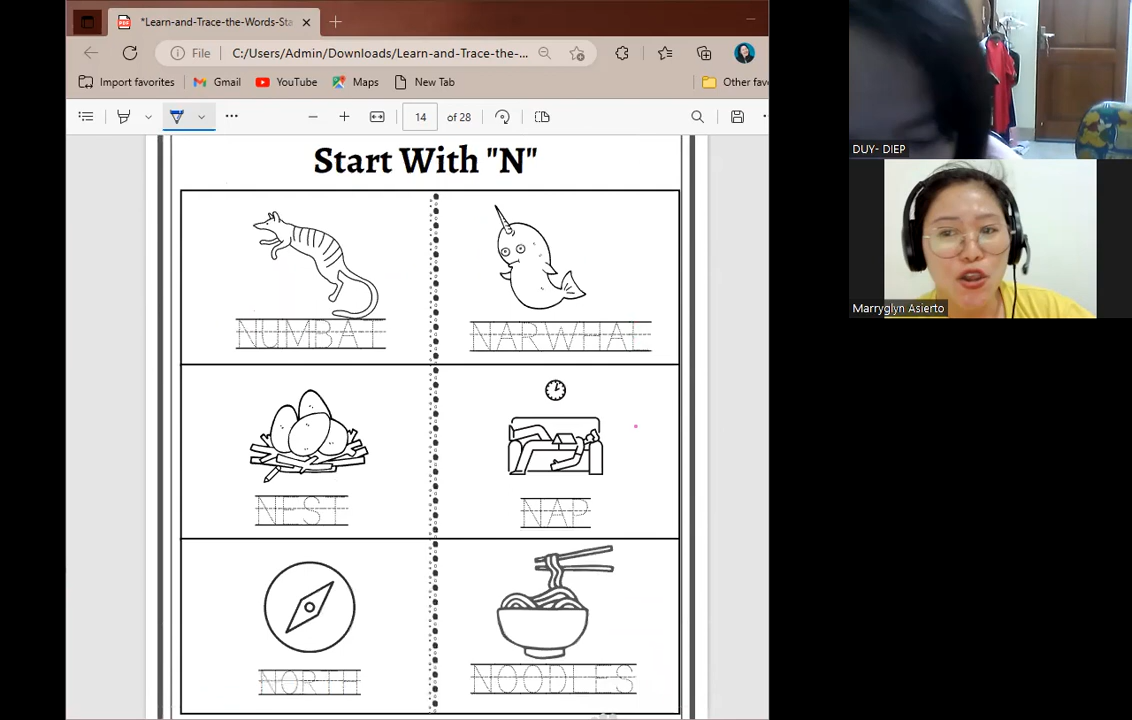 *Learn-and-Trace-the-Words-Sta
File
C:/Users/Admin/Downloads/Learn-and-Trace-the-...
Import favorites
Gmail
YouTube
Maps
New Tab
Other fav
14
of 28
Start With "N"
NUMBAT
NARWHAL
NEST
NAP
NORTH
NOODLES
DUY- DIEP
Marryglyn Asierto